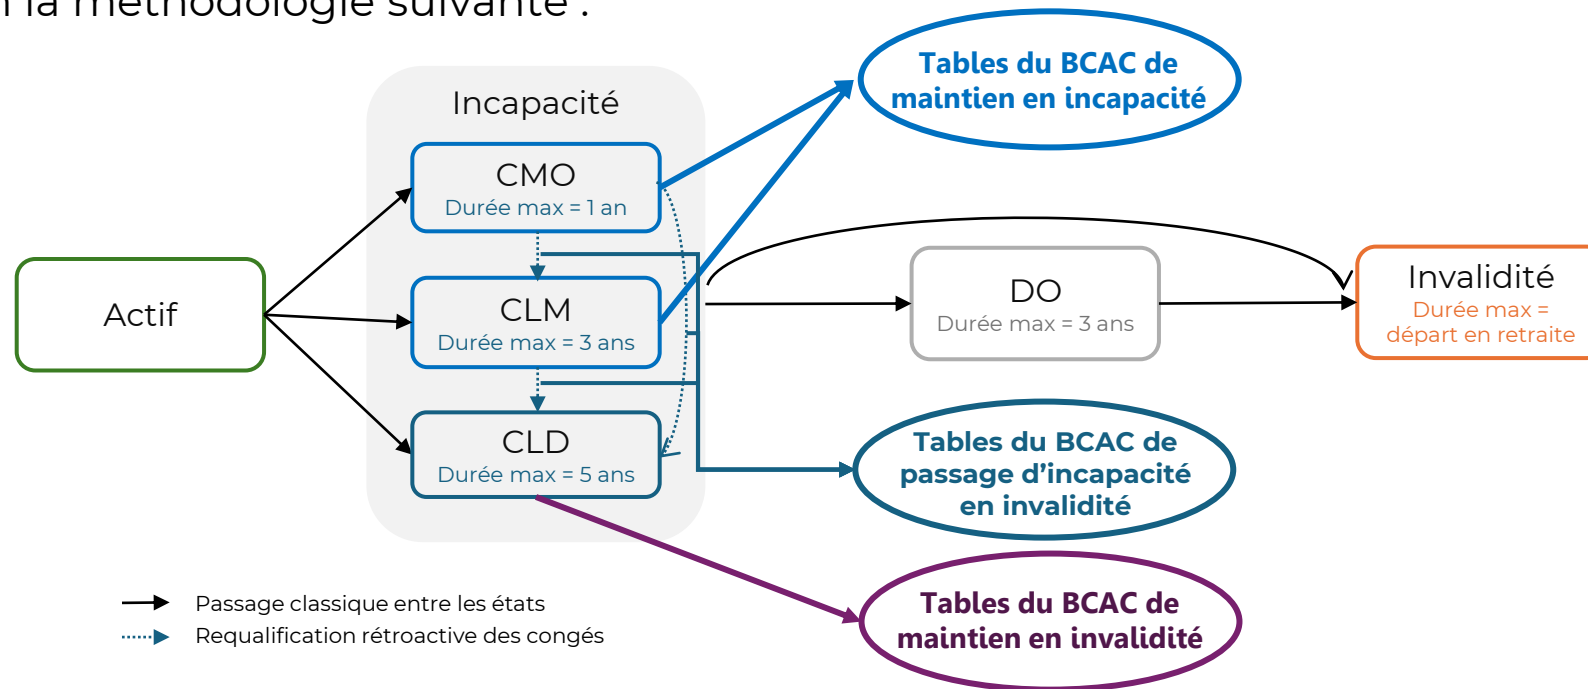 la méthodologie suivante :
Tables du BCAC de
maintien en incapacité
Incapacité
CMO
Durée max = 1 an
Actif
CLM
Durée max = 3 ans
DO
Durée max = 3 ans
Invalidité
Durée max =
départ en retraite
CLD
Durée max = 5 ans
Tables du BCAC de
passage d’incapacité
en invalidité
Tables du BCAC de
maintien en invalidité
Passage classique entre les états
Requalification rétroactive des congés